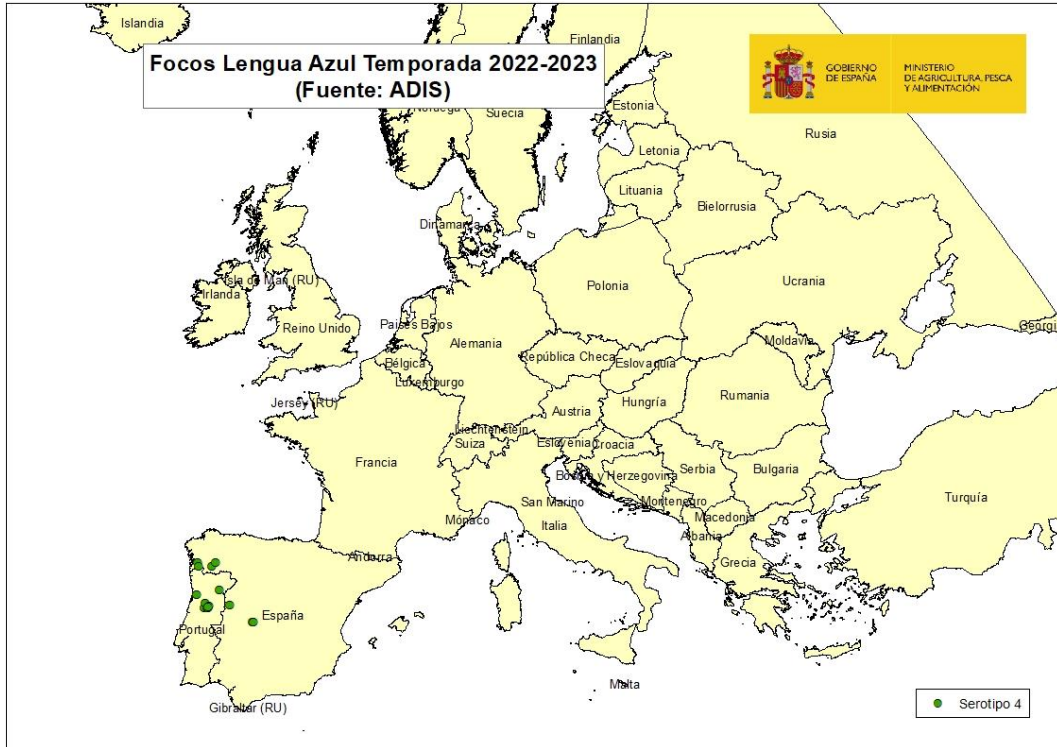 Islandia
Finlandia
Focos Lengua Azul Temporada 2022-2023
(Fuente: ADIS)
GOBIERNO
DE ESPAÑA
MINISTERIO
DE AGRICULTURA, PESCA
Y ALIMENTACIÓN
Noruega
Suecia
Estonia
Rusia
Letonia
Lituania
Bielorrusia
Dinamarca
Isla de Man (RU)
Irlanda
Polonia
Ucrania
Reino Unido
Países Bajos
Georgi
Alemania
Moldavia
Bélgica
República Checa
Eslovaquia
Luxemburgo
Jersey (RU)
Austria
Hungría
Rumania
Liechtenstein
Suiza
Eslovenia
Croacia
Francia
Bosnia y Herzegovina
Serbia
Bulgaria
Turquía
San Marino
Montenegro
Mónaco
Italia
Macedonia
Albania
Andorra
Grecia
España
Portugal
Malta
Gibraltar (RU)
Serotipo 4